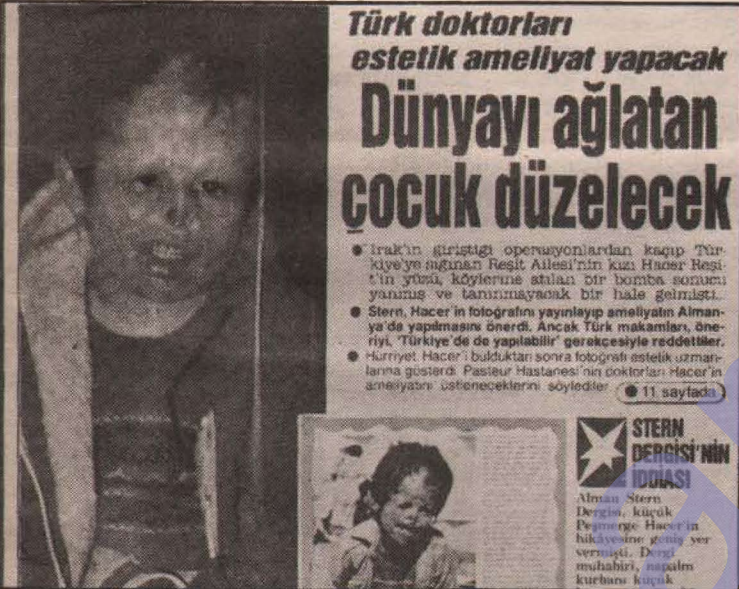 Türk doktorları
estetik ameliyat yapacak
Dünyayı ağlatan
çocuk düzelecek
● Irak'ın giriştiği operasyonlardan kaçıp Tür-
kiye'ye sığınan Reşit Ailesi'nin kızı Hacer Reşi-
t'in yüzü, köylerine atılan bir bomba sonucu
yanmış ve tanınmayacak bir hale gelmişti..
● Stern, Hacer'in fotoğrafını yayınlayıp ameliyatın Alman-
ya'da yapılmasını önerdi. Ancak Türk makamları, öne-
riyi, 'Türkiye'de de yapılabilir' gerekçesiyle reddettiler.
● Hürriyet, Hacer'i bulduktan sonra fotoğrafı estetik uzman-
larına gösterdi. Pasteur Hastanesi'nin doktorları Hacer'in
ameliyatını üstleneceklerini söylediler
● 11 sayfada
STERN
DERGİSİ'NİN
İDDİASI
Alman Stern
Dergisi, küçük
Peşmerge Hacer'in
hikâyesine geniş yer
vermişti. Dergi
muhabiri, napalm
kurbanı küçük